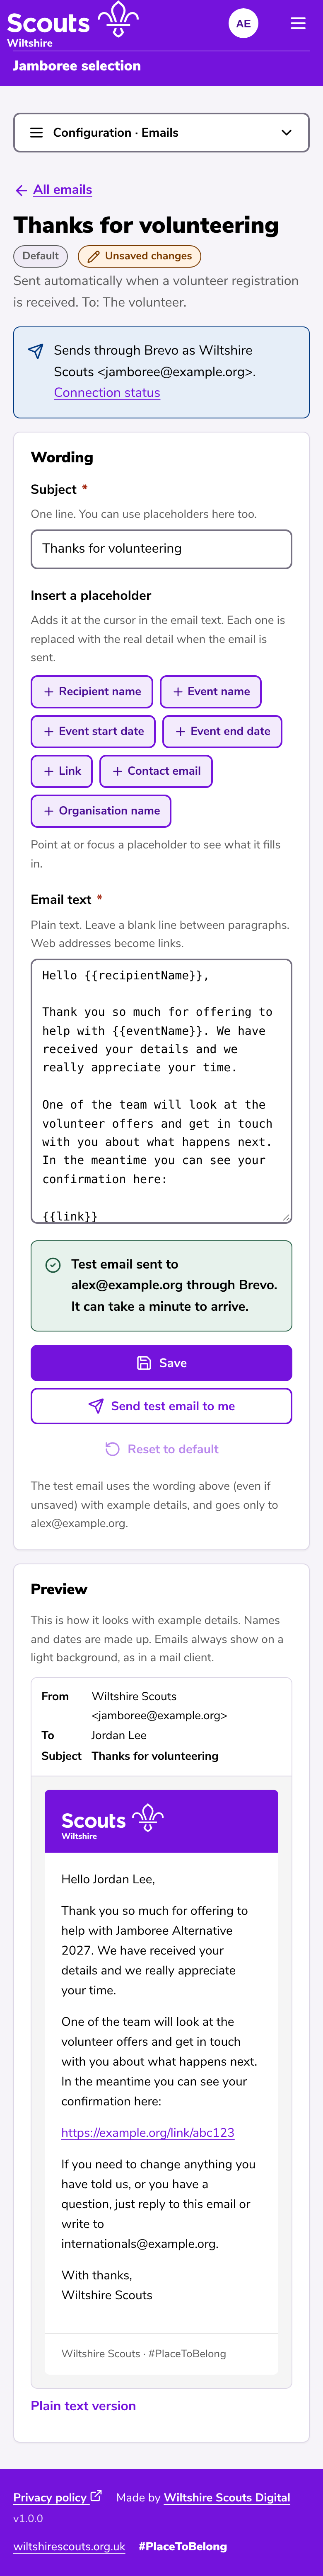 Scouts
Wiltshire
AE
Jamboree selection
Configuration · Emails
All emails
Thanks for volunteering
Default
Unsaved changes
Sent automatically when a volunteer registration
is received. To: The volunteer.
Sends through Brevo as Wiltshire
Scouts <jamboree@example.org>.
Connection status
Wording
Subject *
One line. You can use placeholders here too.
Thanks for volunteering
Insert a placeholder
Adds it at the cursor in the email text. Each one is
replaced with the real detail when the email is
sent.
Recipient name
Event name
Event start date
Event end date
Link
Contact email
Organisation name
Point at or focus a placeholder to see what it fills
in.
Email text *
Plain text. Leave a blank line between paragraphs.
Web addresses become links.
Hello {{recipientName}},
Thank you so much for offering to
help with {{eventName}}. We have
received your details and we
really appreciate your time.
One of the team will look at the
volunteer offers and get in touch
with you about what happens next.
In the meantime you can see your
confirmation here:
{{link}}
Test email sent to
alex@example.org through Brevo.
It can take a minute to arrive.
Save
Send test email to me
Reset to default
The test email uses the wording above (even if
unsaved) with example details, and goes only to
alex@example.org.
Preview
This is how it looks with example details. Names
and dates are made up. Emails always show on a
light background, as in a mail client.
From Wiltshire Scouts
<jamboree@example.org>
To Jordan Lee
Subject Thanks for volunteering
Scouts
Wiltshire
Hello Jordan Lee,
Thank you so much for offering to
help with Jamboree Alternative
2027. We have received your
details and we really appreciate
your time.
One of the team will look at the
volunteer offers and get in touch
with you about what happens next.
In the meantime you can see your
confirmation here:
https://example.org/link/abc123
If you need to change anything you
have told us, or you have a
question, just reply to this email or
write to
internationals@example.org.
With thanks,
Wiltshire Scouts
Wiltshire Scouts · #PlaceToBelong
Plain text version
Privacy policy Made by Wiltshire Scouts Digital
v1.0.0
wiltshirescouts.org.uk #PlaceToBelong